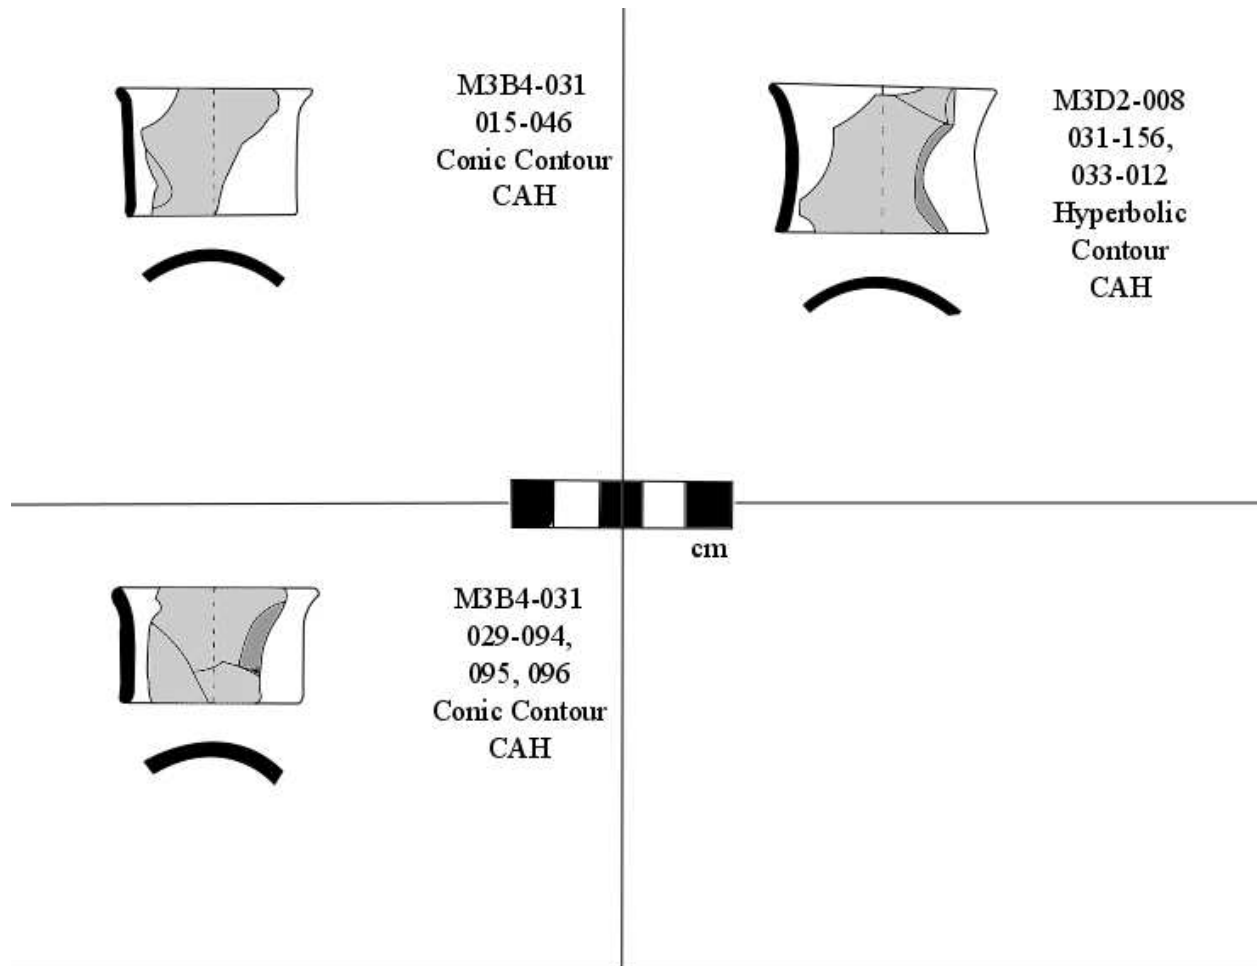 M3B4-031
015-046
Conic Contour
CAH
M3D2-008
031-156,
033-012
Hyperbolic
Contour
CAH
cm
M3B4-031
029-094,
095, 096
Conic Contour
CAH